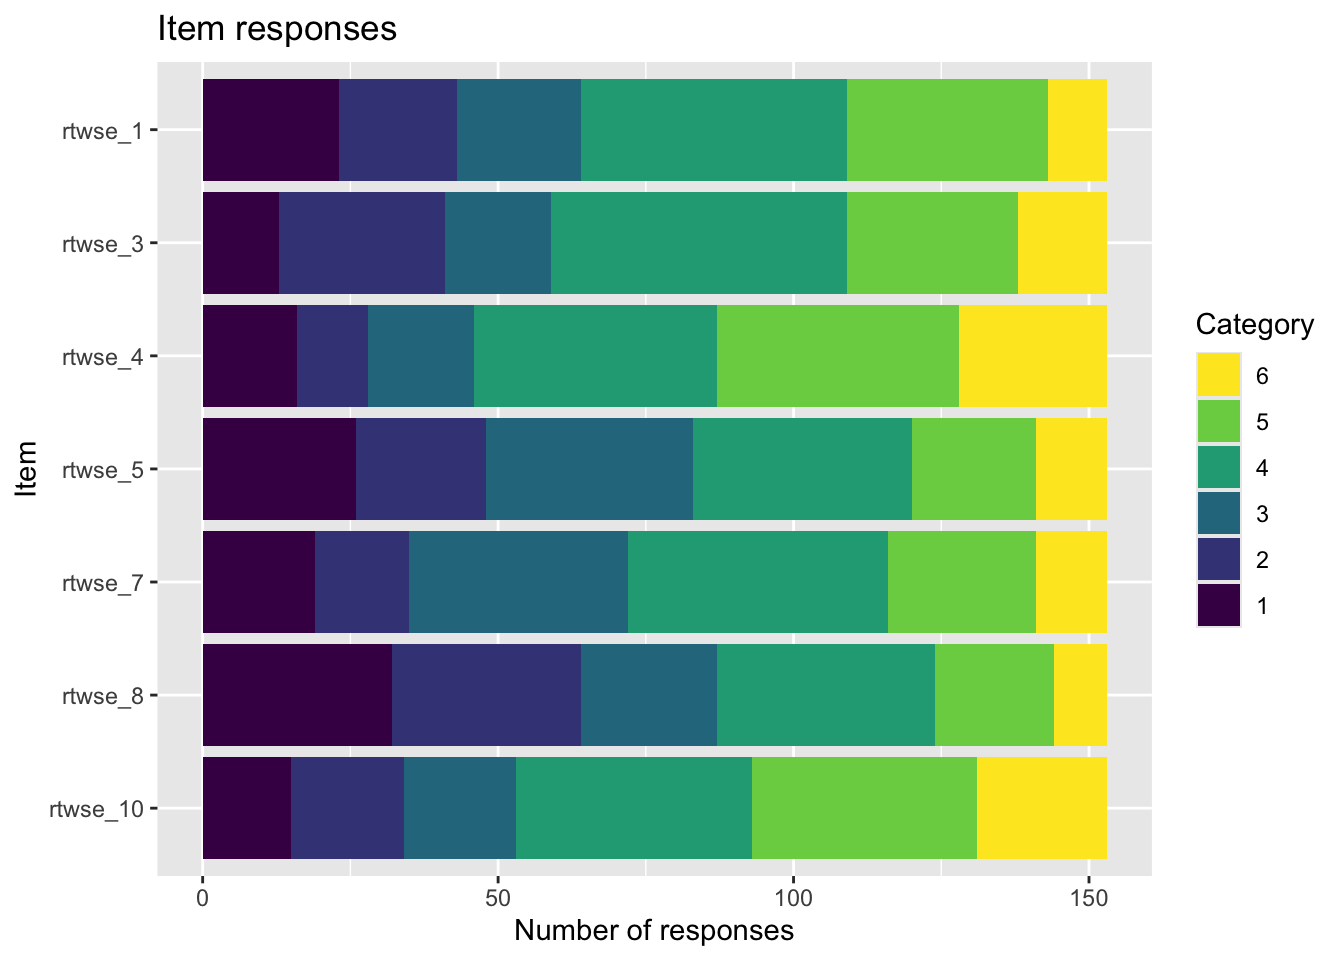 Item responses
rtwse_1
rtwse_3
rtwse_4
rtwse_5
rtwse_7
rtwse_8
rtwse_10
Item
0 50 100 150
Number of responses
Category
6
5
4
3
2
1